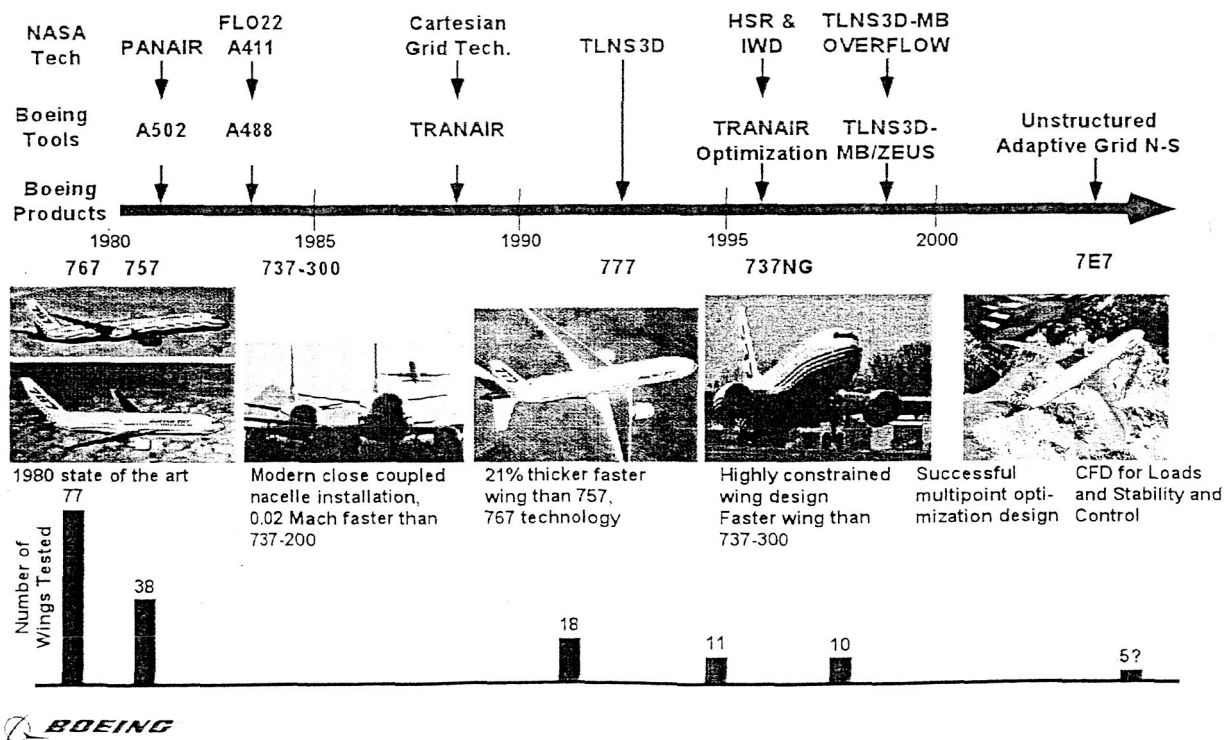 NASA Tech
PANAIR
FLO22
A411
Cartesian
Grid Tech.
TLNS3D
HSR &
IWD
TLNS3D-MB
OVERFLOW
Boeing
Tools
A502
A488
TRANAIR
TRANAIR
Optimization
TLNS3D-
MB/ZEUS
Unstructured
Adaptive Grid N-S
Boeing
Products
1980
1985
1990
1995
2000
767
757
737-300
777
737NG
7E7
1980 state of the art
Modern close coupled
nacelle installation,
0.02 Mach faster than
737-200
21% thicker faster
wing than 757,
767 technology
Highly constrained
wing design
Faster wing than
737-300
Successful
multipoint opti-
mization design
CFD for Loads
and Stability and
Control
Number of
Wings Tested
77
38
18
11
10
5?
BOEING